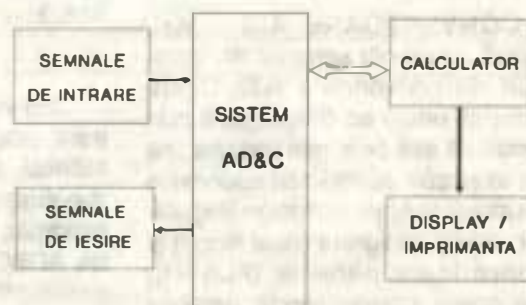 SEMNALE
DE INTRARE
SISTEM
AD&C
CALCULATOR
SEMNALE
DE IESIRE
DISPLAY /
IMPRIMANTA